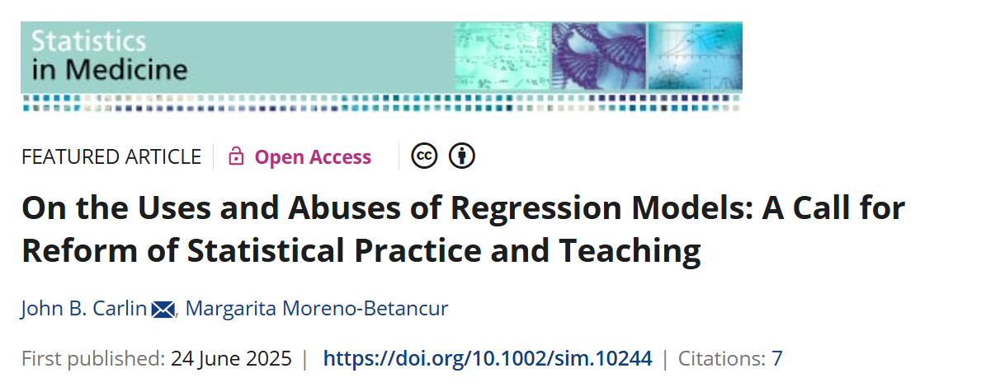 Statistics
in Medicine
FEATURED ARTICLE
Open Access
cc
On the Uses and Abuses of Regression Models: A Call for
Reform of Statistical Practice and Teaching
John B. Carlin, Margarita Moreno-Betancur
First published: 24 June 2025 | https://doi.org/10.1002/sim.10244 | Citations: 7